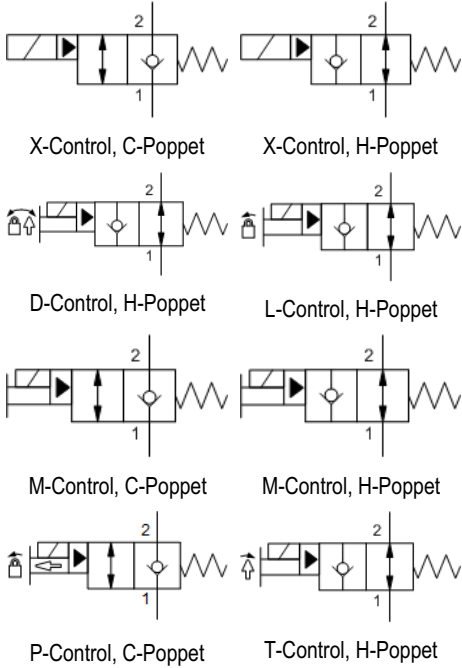 2 2
1 1
X-Control, C-Poppet X-Control, H-Poppet
2 2
1 1
D-Control, H-Poppet L-Control, H-Poppet
2 2
1 1
M-Control, C-Poppet M-Control, H-Poppet
2 2
1 1
P-Control, C-Poppet T-Control, H-Poppet